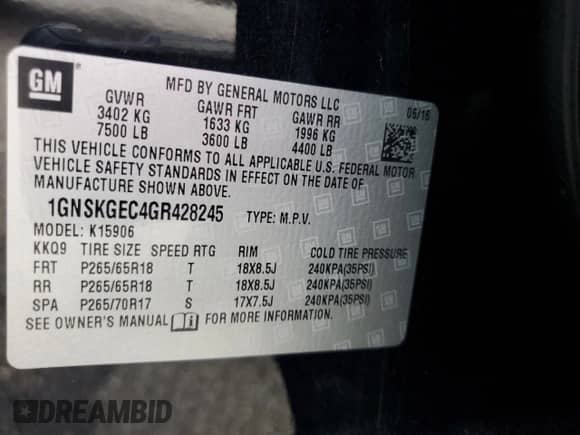 GM
MFD BY GENERAL MOTORS LLC
06/16
GVWR GAWR FRT GAWR RR
3402 KG 1633 KG 1996 KG
7500 LB 3600 LB 4400 LB
THIS VEHICLE CONFORMS TO ALL APPLICABLE U.S. FEDERAL MOTOR
VEHICLE SAFETY STANDARDS IN EFFECT ON THE DATE OF
MANUFACTURE SHOWN ABOVE.
1GNSKGEC4GR428245 TYPE: M.P.V.
MODEL: K15906
KKQ9 TIRE SIZE SPEED RTG RIM COLD TIRE PRESSURE
FRT P265/65R18 T 18X8.5J 240KPA(35PSI)
RR P265/65R18 T 18X8.5J 240KPA(35PSI)
SPA P265/70R17 S 17X7.5J 240KPA(35PSI)
SEE OWNER'S MANUAL FOR MORE INFORMATION.
DREAMBID